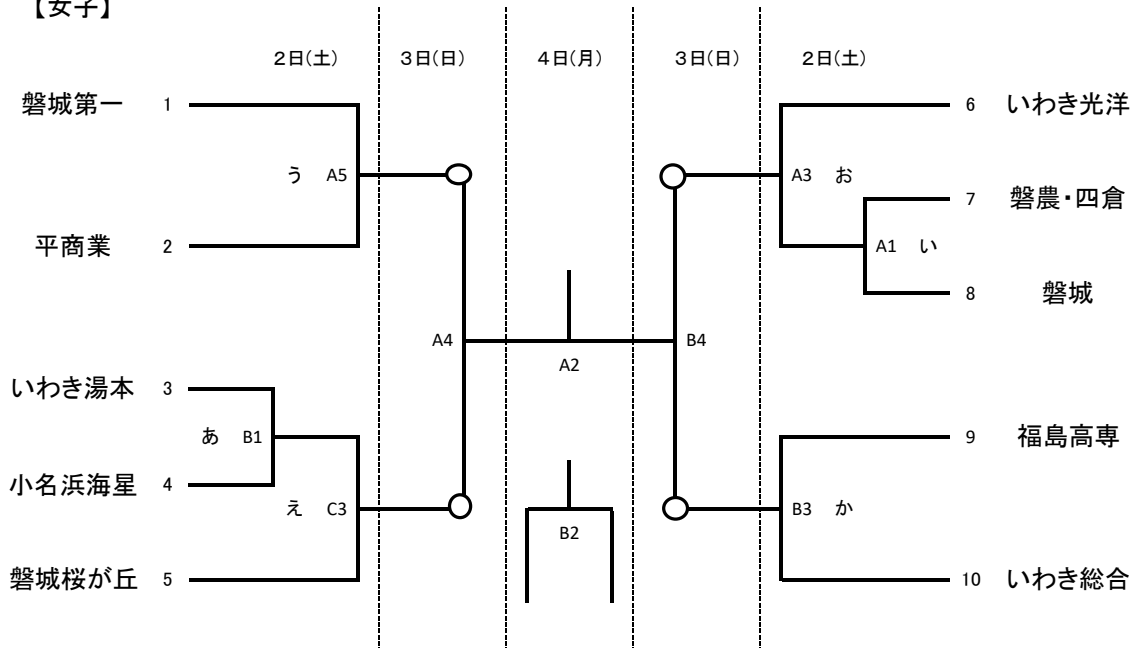 【女子】
2日(土) 3日(日) 4日(月) 3日(日) 2日(土)
磐城第一 1 6 いわき光洋
う A5 A3 お
7 磐農・四倉
平商業 2 A1 い
8 磐城
A4 B4
A2
いわき湯本 3
あ B1 9 福島高専
小名浜海星 4
え C3 B3 か
B2
磐城桜が丘 5 10 いわき総合